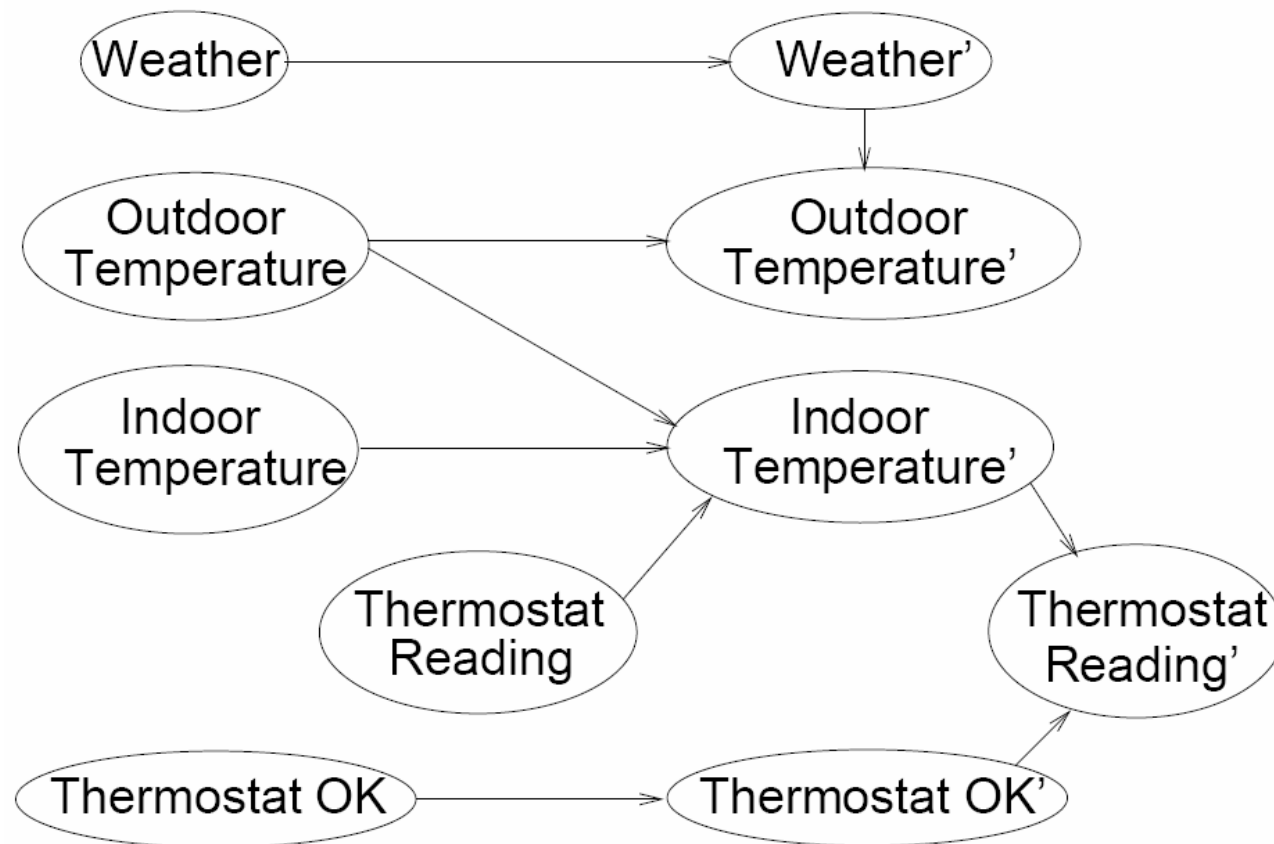 Weather
Weather’
Outdoor
Temperature
Outdoor
Temperature’
Indoor
Temperature
Indoor
Temperature’
Thermostat
Reading
Thermostat
Reading’
Thermostat OK
Thermostat OK’